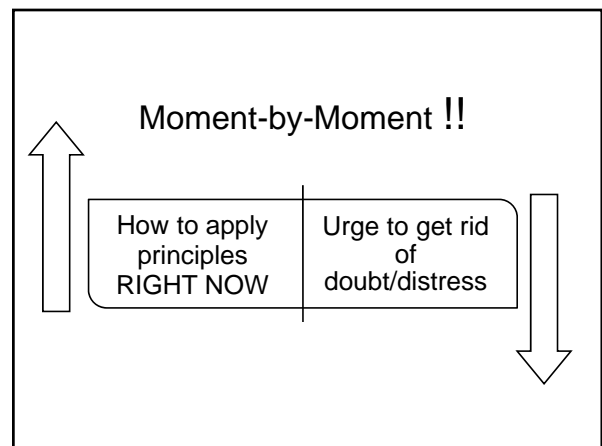 Moment-by-Moment !!
How to apply
principles
RIGHT NOW
Urge to get rid
of
doubt/distress